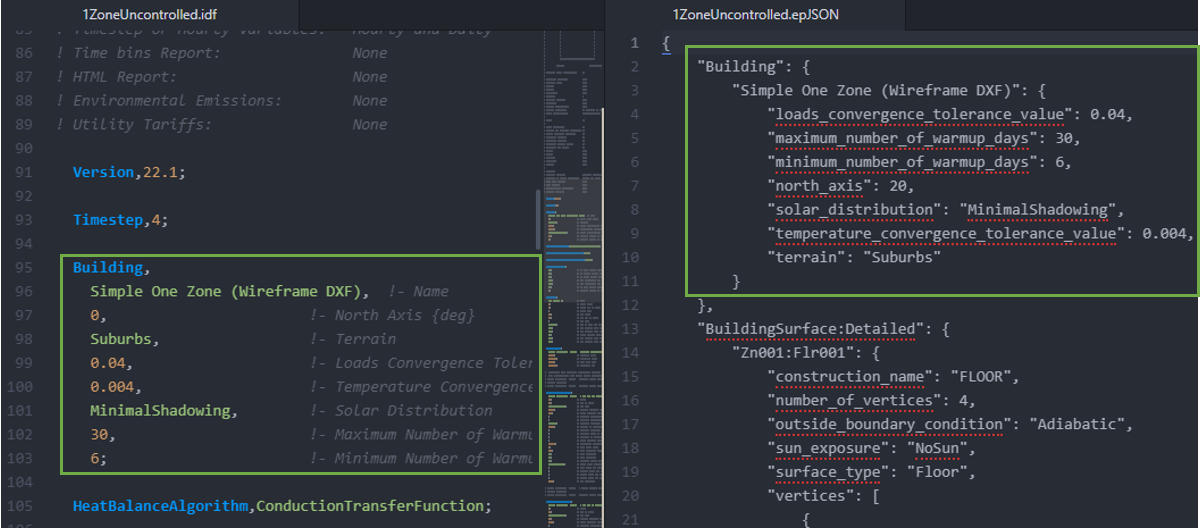 1ZoneUncontrolled.idf
86 ! Time bins Report: None
87 ! HTML Report: None
88 ! Environmental Emissions: None
89 ! Utility Tariffs: None
90
91 Version,22.1;
92
93 Timestep,4;
94
95 Building,
96 Simple One Zone (Wireframe DXF), !- Name
97 0, !- North Axis {deg}
98 Suburbs, !- Terrain
99 0.04, !- Loads Convergence Toler
100 0.004, !- Temperature Convergence
101 MinimalShadowing, !- Solar Distribution
102 30, !- Maximum Number of Warmu
103 6; !- Minimum Number of Warmu
104
105 HeatBalanceAlgorithm,ConductionTransferFunction;
1ZoneUncontrolled.epJSON
1 {
2 "Building": {
3 "Simple One Zone (Wireframe DXF)": {
4 "loads_convergence_tolerance_value": 0.04,
5 "maximum_number_of_warmup_days": 30,
6 "minimum_number_of_warmup_days": 6,
7 "north_axis": 20,
8 "solar_distribution": "MinimalShadowing",
9 "temperature_convergence_tolerance_value": 0.004,
10 "terrain": "Suburbs"
11 }
12 },
13 "BuildingSurface:Detailed": {
14 "Zn001:Flr001": {
15 "construction_name": "FLOOR",
16 "number_of_vertices": 4,
17 "outside_boundary_condition": "Adiabatic",
18 "sun_exposure": "NoSun",
19 "surface_type": "Floor",
20 "vertices": [
21 {